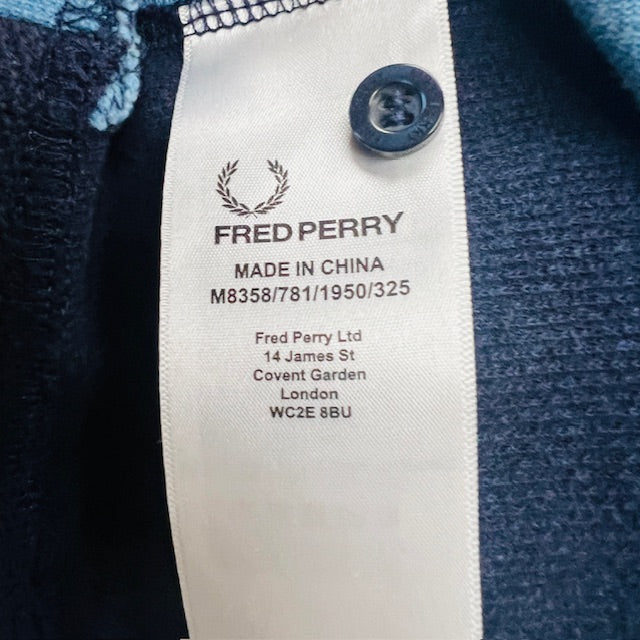 FRED PERRY
MADE IN CHINA
M8358/781/1950/325
Fred Perry Ltd
14 James St
Covent Garden
London
WC2E 8BU